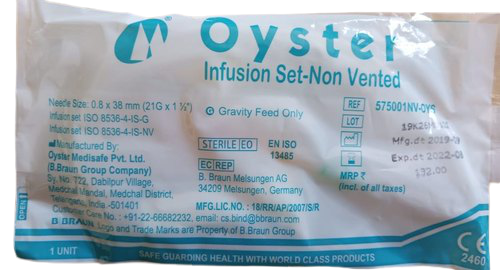 Oyster
Infusion Set-Non Vented
Needle Size: 0.8 x 38 mm (21G x 1 ½")
Infusion set ISO 8536-4-IS-G
Infusion set ISO 8536-4-IS-NV
Manufactured By:
Oyster Medisafe Pvt. Ltd.
(B.Braun Group Company)
Sy. No. 722, Dabilpur Village,
Medchal Mandal, Medchal District,
Telangana, India -501401
Customer Care No.: +91-22-66682232, email: cs.bind@bbraun.com
B BRAUN Logo and Trade Marks are Property of B.Braun Group
G Gravity Feed Only
STERILE EO EN ISO
13485
EC REP
B. Braun Melsungen AG
34209 Melsungen, Germany
MFG.LIC.NO.: 18/RR/AP/2007/S/R
REF 575001NV-OYS
LOT
Mfg.dt 2019-
Exp.dt 2022-
MRP ₹ 132.00
(incl. of all taxes)
OPEN
1 UNIT
SAFE GUARDING HEALTH WITH WORLD CLASS PRODUCTS
CE
2460